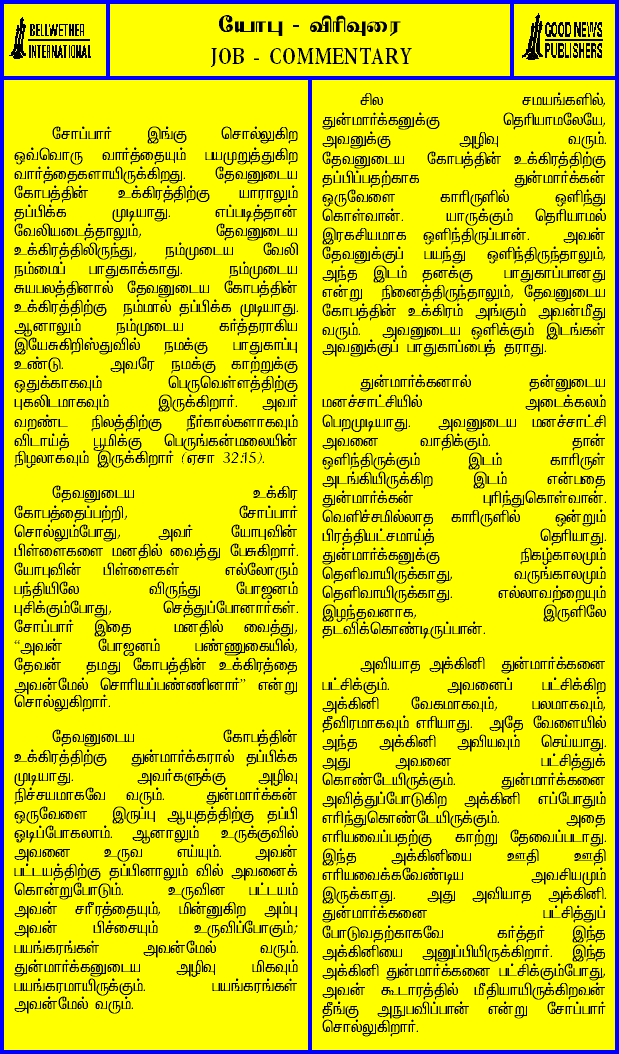 BELLWETHER
INTERNATIONAL
யோபு - விரிவுரை
JOB - COMMENTARY
GOOD NEWS
PUBLISHERS
சோப்பார் இங்கு சொல்லுகிற
ஒவ்வொரு வார்த்தையும் பயமுறுத்துகிற
வார்த்தைகளாயிருக்கிறது. தேவனுடைய
கோபத்தின் உக்கிரத்திற்கு யாராலும்
தப்பிக்க முடியாது. எப்படித்தான்
வேலியடைத்தாலும், தேவனுடைய
உக்கிரத்திலிருந்து, நம்முடைய வேலி
நம்மைப் பாதுகாக்காது. நம்முடைய
சுயபலத்தினால் தேவனுடைய கோபத்தின்
உக்கிரத்திற்கு நம்மால் தப்பிக்க முடியாது.
ஆனாலும் நம்முடைய கர்த்தராகிய
இயேசுகிறிஸ்துவில் நமக்கு பாதுகாப்பு
உண்டு. அவரே நமக்கு காற்றுக்கு
ஒதுக்காகவும் பெருவெள்ளத்திற்கு
புகலிடமாகவும் இருக்கிறார். அவர்
வறண்ட நிலத்திற்கு நீர்கால்களாகவும்
விடாய்த் பூமிக்கு பெருங்கன்மலையின்
நிழலாகவும் இருக்கிறார் (ஏசா 32:15).
தேவனுடைய உக்கிர
கோபத்தைப்பற்றி, சோப்பார்
சொல்லும்போது, அவர் யோபுவின்
பிள்ளைகளை மனதில் வைத்து பேசுகிறார்.
யோபுவின் பிள்ளைகள் எல்லோரும்
பந்தியிலே விருந்து போஜனம்
புசிக்கும்போது, செத்துப்போனார்கள்.
சோப்பார் இதை மனதில் வைத்து,
“அவன் போஜனம் பண்ணுகையில்,
தேவன் தமது கோபத்தின் உக்கிரத்தை
அவன்மேல் சொரியப்பண்ணினார்” என்று
சொல்லுகிறார்.
தேவனுடைய கோபத்தின்
உக்கிரத்திற்கு துன்மார்க்கரால் தப்பிக்க
முடியாது. அவர்களுக்கு அழிவு
நிச்சயமாகவே வரும். துன்மார்க்கன்
ஒருவேளை இருப்பு ஆயுதத்திற்கு தப்பி
ஓடிப்போகலாம். ஆனாலும் உருக்குவில்
அவனை உருவ எய்யும். அவன்
பட்டயத்திற்கு தப்பினாலும் வில் அவனைக்
கொன்றுபோடும். உருவின பட்டயம்
அவன் சரீரத்தையும், மின்னுகிற அம்பு
அவன் பிச்சையும் உருவிப்போகும்;
பயங்கரங்கள் அவன்மேல் வரும்.
துன்மார்க்கனுடைய அழிவு மிகவும்
பயங்கரமாயிருக்கும். பயங்கரங்கள்
அவன்மேல் வரும்.
சில சமயங்களில்,
துன்மார்க்கனுக்கு தெரியாமலேயே,
அவனுக்கு அழிவு வரும்.
தேவனுடைய கோபத்தின் உக்கிரத்திற்கு
தப்பிப்பதற்காக துன்மார்க்கன்
ஒருவேளை காரிருளில் ஒளிந்து
கொள்வான். யாருக்கும் தெரியாமல்
இரகசியமாக ஒளிந்திருப்பான். அவன்
தேவனுக்குப் பயந்து ஒளிந்திருந்தாலும்,
அந்த இடம் தனக்கு பாதுகாப்பானது
என்று நினைத்திருந்தாலும், தேவனுடைய
கோபத்தின் உக்கிரம் அங்கும் அவன்மீது
வரும். அவனுடைய ஒளிக்கும் இடங்கள்
அவனுக்குப் பாதுகாப்பைத் தராது.
துன்மார்க்கனால் தன்னுடைய
மனச்சாட்சியில் அடைக்கலம்
பெறமுடியாது. அவனுடைய மனச்சாட்சி
அவனை வாதிக்கும். தான்
ஒளிந்திருக்கும் இடம் காரிருள்
அடங்கியிருக்கிற இடம் என்பதை
துன்மார்க்கன் புரிந்துகொள்வான்.
வெளிச்சமில்லாத காரிருளில் ஒன்றும்
பிரத்தியட்சமாய்த் தெரியாது.
துன்மார்க்கனுக்கு நிகழ்காலமும்
தெளிவாயிருக்காது, வருங்காலமும்
தெளிவாயிருக்காது. எல்லாவற்றையும்
இழந்தவனாக, இருளிலே
தடவிக்கொண்டிருப்பான்.
அவியாத அக்கினி துன்மார்க்கனை
பட்சிக்கும். அவனைப் பட்சிக்கிற
அக்கினி வேகமாகவும், பலமாகவும்,
தீவிரமாகவும் எரியாது. அதே வேளையில்
அந்த அக்கினி அவியவும் செய்யாது.
அது அவனை பட்சித்துக்
கொண்டேயிருக்கும். துன்மார்க்கனை
அவித்துப்போடுகிற அக்கினி எப்போதும்
எரிந்துகொண்டேயிருக்கும். அதை
எரியவைப்பதற்கு காற்று தேவைப்படாது.
இந்த அக்கினியை ஊதி ஊதி
எரியவைக்கவேண்டிய அவசியமும்
இருக்காது. அது அவியாத அக்கினி.
துன்மார்க்கனை பட்சித்துப்
போடுவதற்காகவே கர்த்தர் இந்த
அக்கினியை அனுப்பியிருக்கிறார். இந்த
அக்கினி துன்மார்க்கனை பட்சிக்கும்போது,
அவன் கூடாரத்தில் மீதியாயிருக்கிறவன்
தீங்கு அநுபவிப்பான் என்று சோப்பார்
சொல்லுகிறார்.